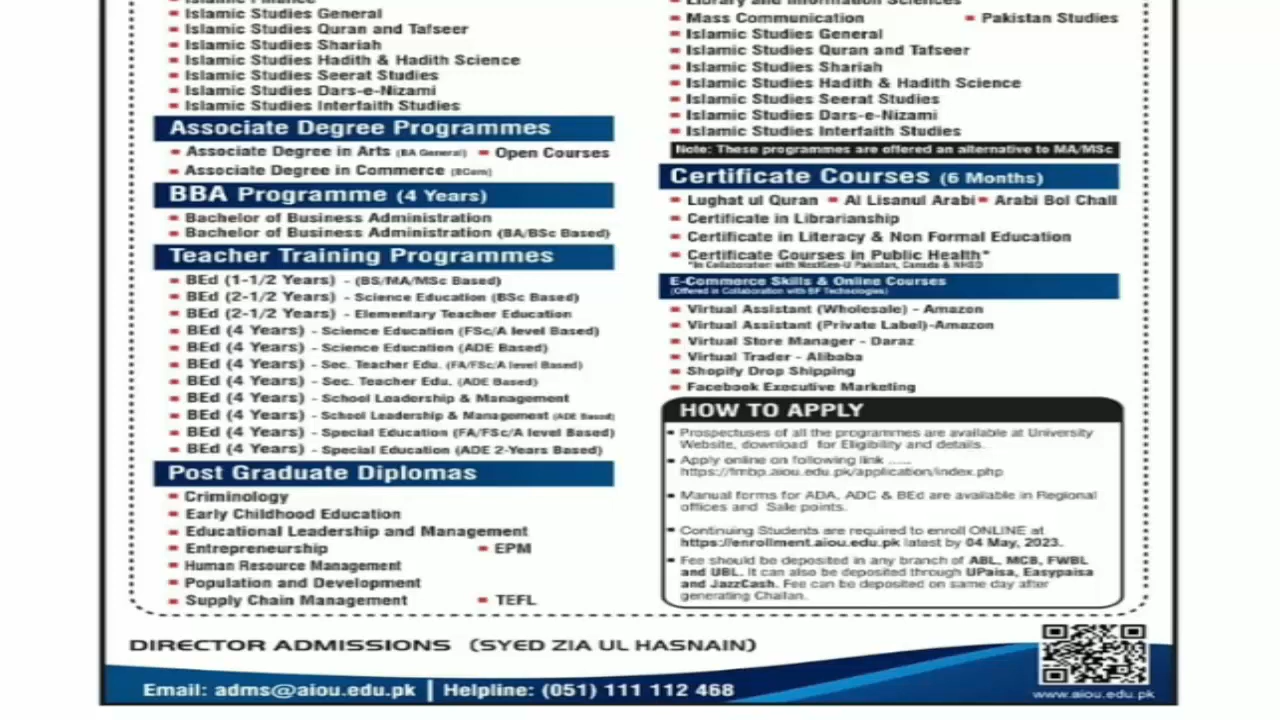 Islamic Finance
Islamic Studies General
Islamic Studies Quran and Tafseer
Islamic Studies Shariah
Islamic Studies Hadith & Hadith Science
Islamic Studies Seerat Studies
Islamic Studies Dars-e-Nizami
Islamic Studies Interfaith Studies
Associate Degree Programmes
Associate Degree in Arts (BA General) Open Courses
Associate Degree in Commerce (BCom)
BBA Programme (4 Years)
Bachelor of Business Administration
Bachelor of Business Administration (BA/BSc Based)
Teacher Training Programmes
BEd (1-1/2 Years) - (BS/MA/MSc Based)
BEd (2-1/2 Years) - Science Education (BSc Based)
BEd (2-1/2 Years) - Elementary Teacher Education
BEd (4 Years) - Science Education (FSc/A level Based)
BEd (4 Years) - Science Education (ADE Based)
BEd (4 Years) - Sec. Teacher Edu. (FA/FSc/A level Based)
BEd (4 Years) - Sec. Teacher Edu. (ADE Based)
BEd (4 Years) - School Leadership & Management
BEd (4 Years) - School Leadership & Management (ADE Based)
BEd (4 Years) - Special Education (FA/FSc/A level Based)
BEd (4 Years) - Special Education (ADE 2-Years Based)
Post Graduate Diplomas
Criminology
Early Childhood Education
Educational Leadership and Management
Entrepreneurship EPM
Human Resource Management
Population and Development
Supply Chain Management TEFL
Library and Information Sciences
Mass Communication Pakistan Studies
Islamic Studies General
Islamic Studies Quran and Tafseer
Islamic Studies Shariah
Islamic Studies Hadith & Hadith Science
Islamic Studies Seerat Studies
Islamic Studies Dars-e-Nizami
Islamic Studies Interfaith Studies
Note: These programmes are offered an alternative to MA/MSc
Certificate Courses (6 Months)
Lughat ul Quran Al Lisanul Arabi Arabi Bol Chall
Certificate in Librarianship
Certificate in Literacy & Non Formal Education
Certificate Courses in Public Health*
*In Collaboration with NextGen-U Pakistan, Canada & NHSD
E-Commerce Skills & Online Courses
(Offered in Collaboration with BF Technologies)
Virtual Assistant (Wholesale) - Amazon
Virtual Assistant (Private Label)-Amazon
Virtual Store Manager - Daraz
Virtual Trader - Alibaba
Shopify Drop Shipping
Facebook Executive Marketing
HOW TO APPLY
Prospectuses of all the programmes are available at University
Website, download for Eligibility and details.
Apply online on following link .....
https://fmbp.aiou.edu.pk/application/index.php
Manual forms for ADA, ADC & BEd are available in Regional
offices and Sale points.
Continuing Students are required to enroll ONLINE at
https://enrollment.aiou.edu.pk latest by 04 May, 2023.
Fee should be deposited in any branch of ABL, MCB, FWBL
and UBL. It can also be deposited through UPaisa, Easypaisa
and JazzCash. Fee can be deposited on same day after
generating Challan.
DIRECTOR ADMISSIONS (SYED ZIA UL HASNAIN)
Email: adms@aiou.edu.pk | Helpline: (051) 111 112 468
www.aiou.edu.pk